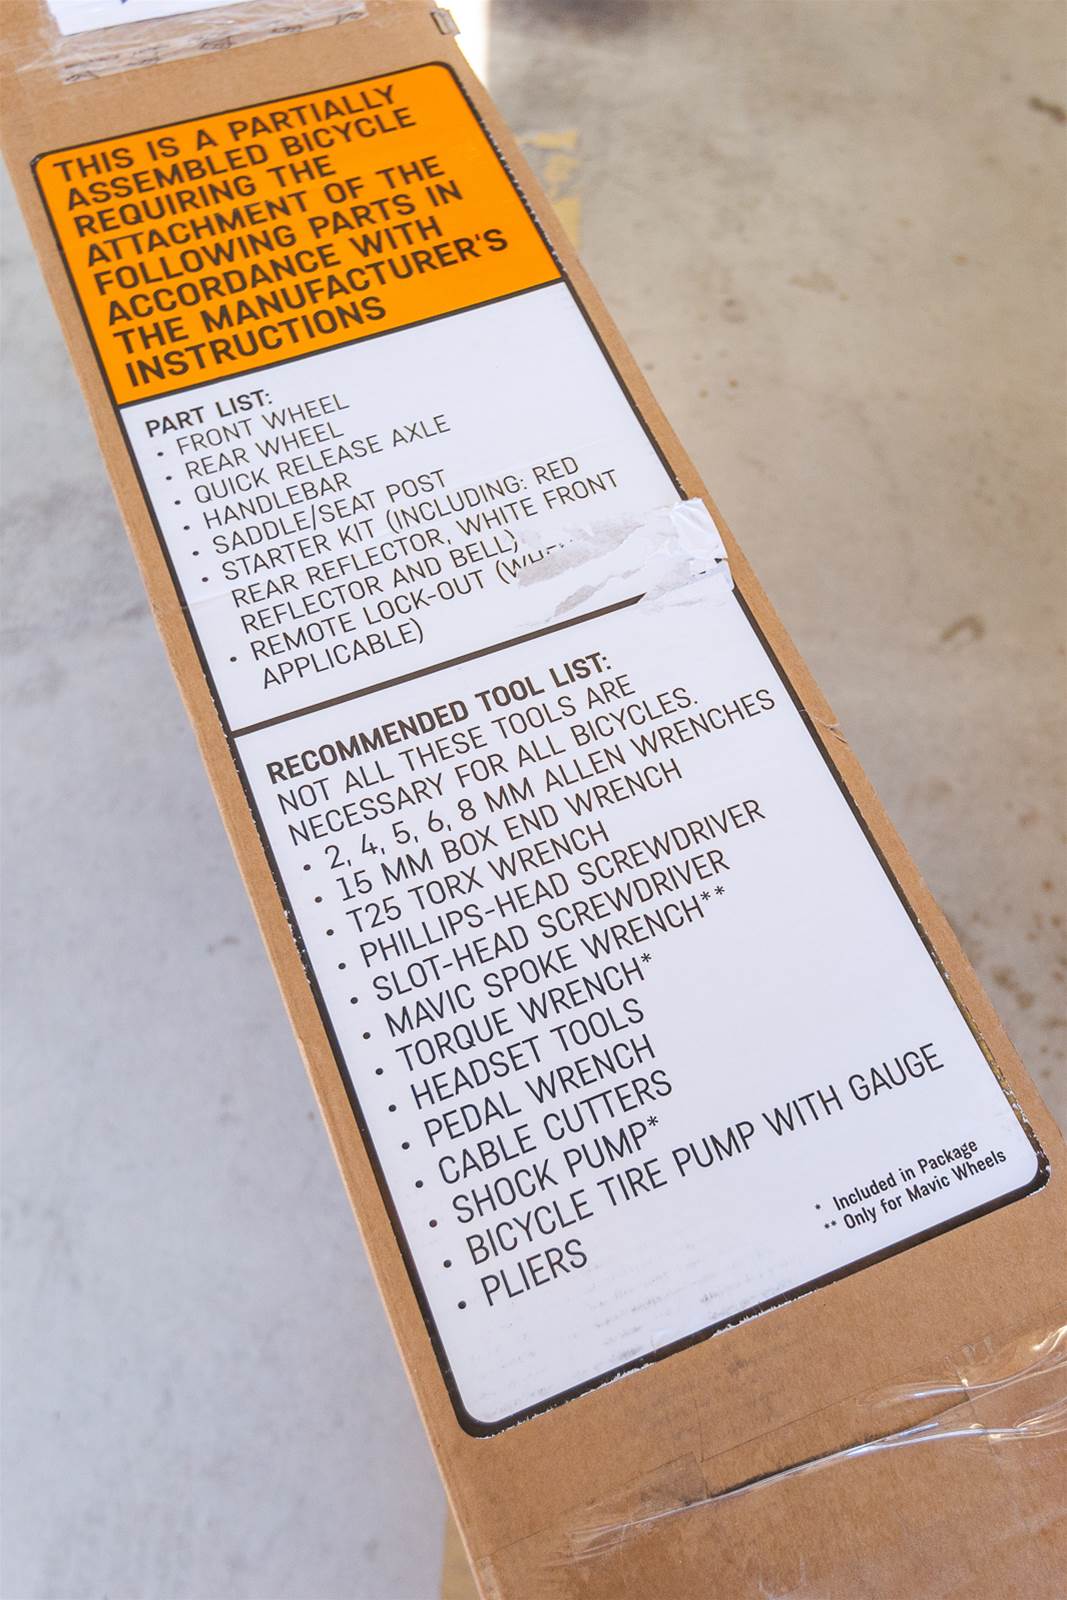 THIS IS A PARTIALLY
ASSEMBLED BICYCLE
REQUIRING THE
ATTACHMENT OF THE
FOLLOWING PARTS IN
ACCORDANCE WITH
THE MANUFACTURER'S
INSTRUCTIONS
PART LIST:
• FRONT WHEEL
• REAR WHEEL
• QUICK RELEASE AXLE
• HANDLEBAR
• SADDLE/SEAT POST
• STARTER KIT (INCLUDING: RED
REAR REFLECTOR, WHITE FRONT
REFLECTOR AND BELL)
• REMOTE LOCK-OUT
APPLICABLE)
RECOMMENDED TOOL LIST:
NOT ALL THESE TOOLS ARE
NECESSARY FOR ALL BICYCLES.
• 2, 4, 5, 6, 8 MM ALLEN WRENCHES
• 15 MM BOX END WRENCH
• T25 TORX WRENCH
• PHILLIPS-HEAD SCREWDRIVER
• SLOT-HEAD SCREWDRIVER
• MAVIC SPOKE WRENCH**
• TORQUE WRENCH*
• HEADSET TOOLS
• PEDAL WRENCH
• CABLE CUTTERS
• SHOCK PUMP*
• BICYCLE TIRE PUMP WITH GAUGE
• PLIERS
* Included in Package
** Only for Mavic Wheels